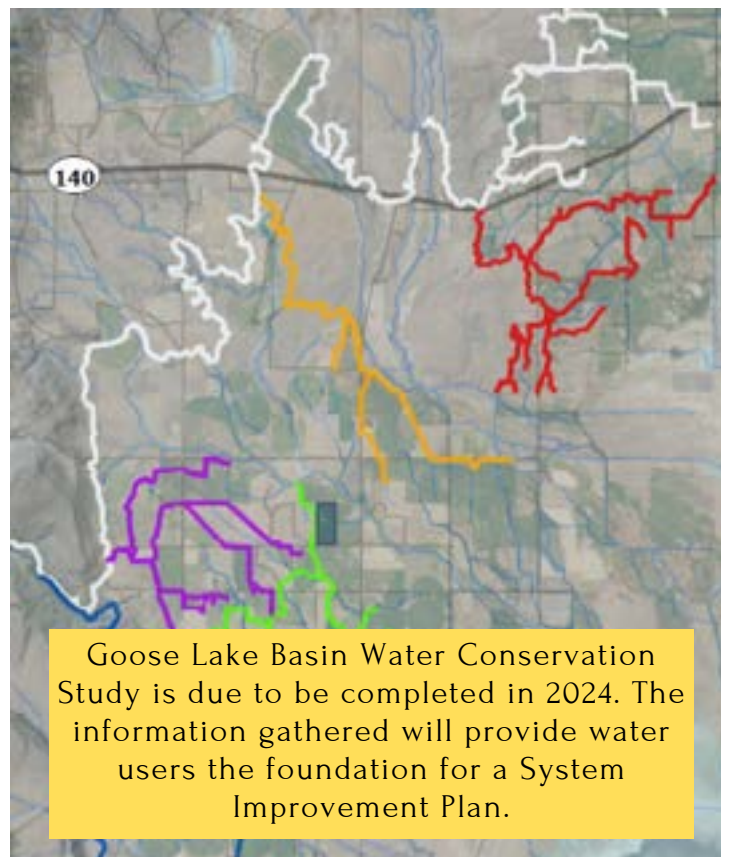 140
Goose Lake Basin Water Conservation
Study is due to be completed in 2024. The
information gathered will provide water
users the foundation for a System
Improvement Plan.